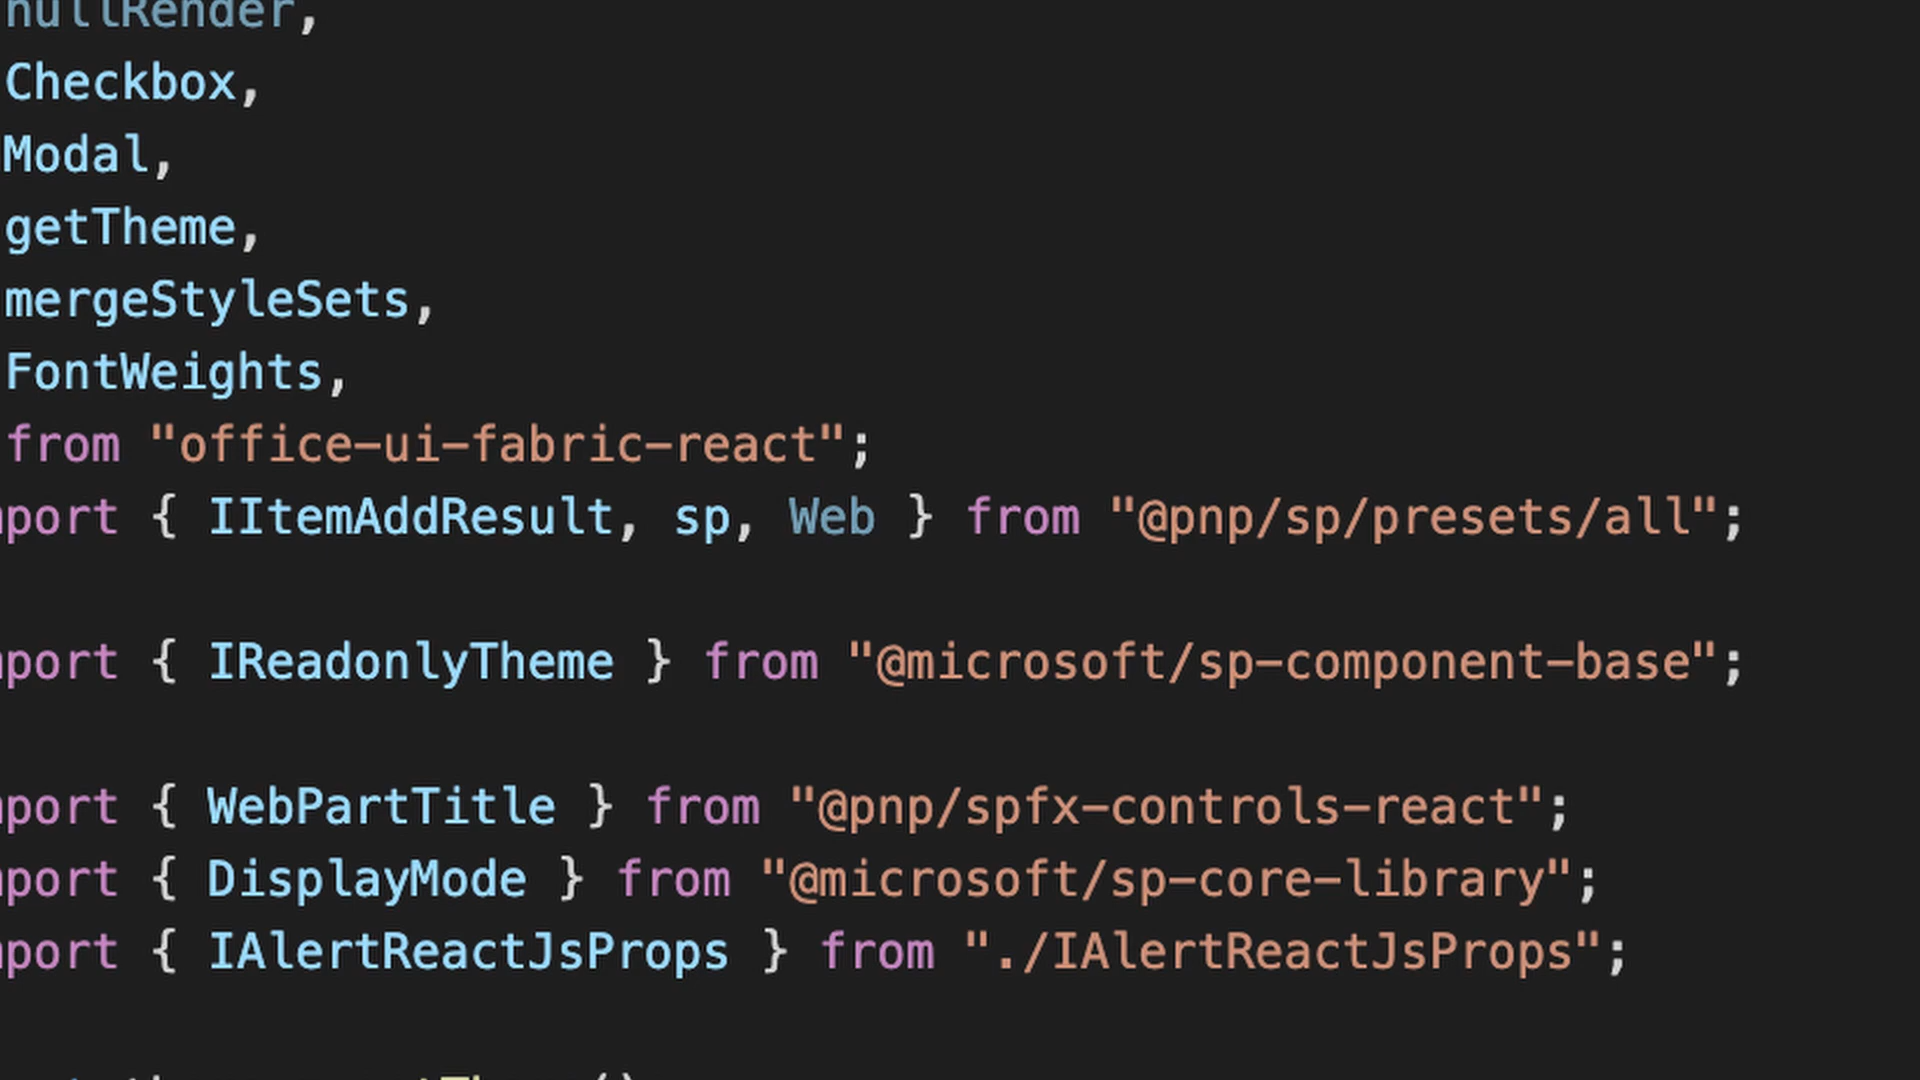 nullRender,
Checkbox,
Modal,
getTheme,
mergeStyleSets,
FontWeights,
from "office-ui-fabric-react";
port { IItemAddResult, sp, Web } from "@pnp/sp/presets/all";
port { IReadonlyTheme } from "@microsoft/sp-component-base";
port { WebPartTitle } from "@pnp/spfx-controls-react";
port { DisplayMode } from "@microsoft/sp-core-library";
port { IAlertReactJsProps } from "./IAlertReactJsProps";